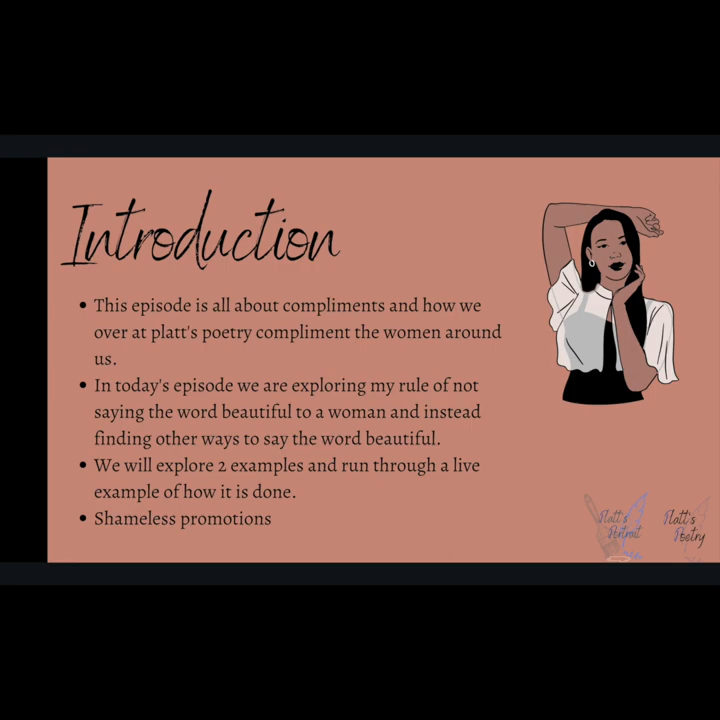 Introduction
• This episode is all about compliments and how we
over at platt's poetry compliment the women around
us.
• In today's episode we are exploring my rule of not
saying the word beautiful to a woman and instead
finding other ways to say the word beautiful.
• We will explore 2 examples and run through a live
example of how it is done.
• Shameless promotions
Platt's
Portrait
Platt's
Poetry